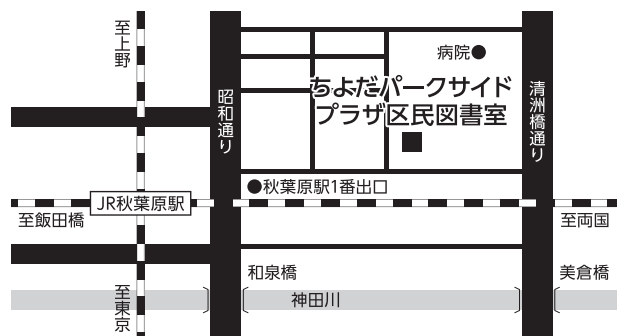 至上野
病院●
ちよだパークサイド
プラザ区民図書室
昭和通り
清洲橋通り
●秋葉原駅1番出口
JR秋葉原駅
至飯田橋
至両国
和泉橋
美倉橋
神田川
至東京